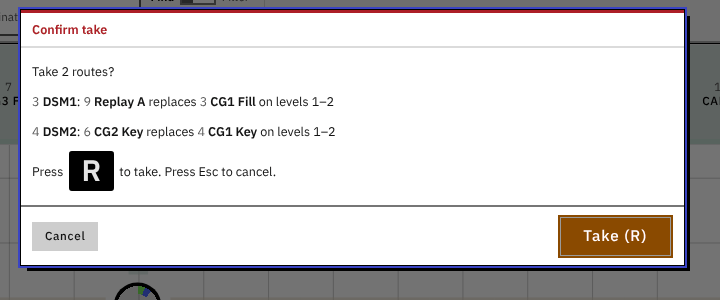 Confirm take
Take 2 routes?
3 DSM1: 9 Replay A replaces 3 CG1 Fill on levels 1–2
4 DSM2: 6 CG2 Key replaces 4 CG1 Key on levels 1–2
Press R to take. Press Esc to cancel.
Cancel
Take (R)
7